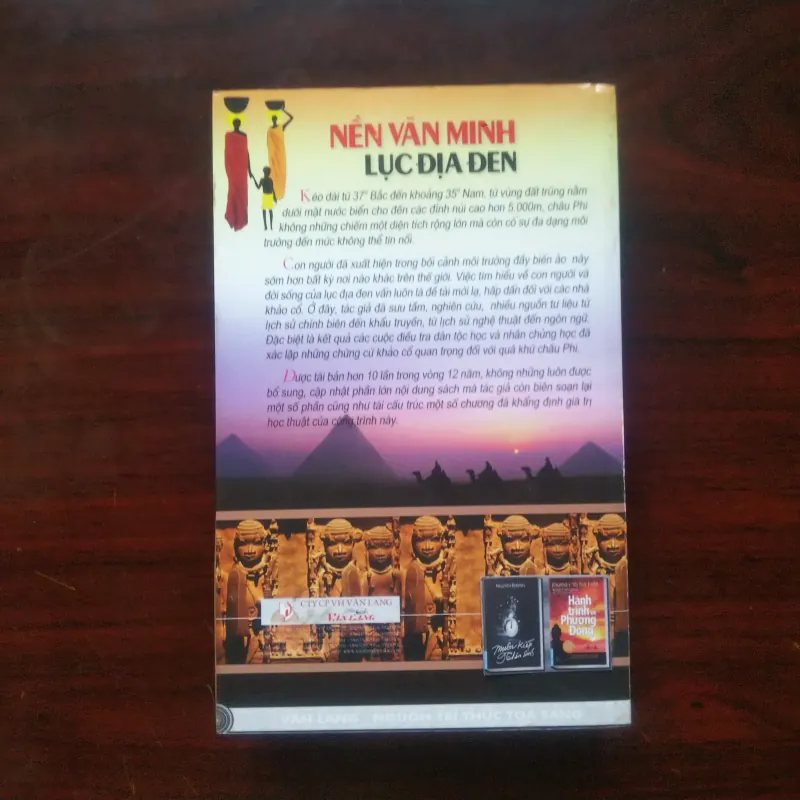 NỀN VĂN MINH
LỤC ĐỊA ĐEN
Kéo dài từ 37° Bắc đến khoảng 35° Nam, từ vùng đất trũng nằm
dưới mặt nước biển cho đến các đỉnh núi cao hơn 5.000m, châu Phi
không những chiếm một diện tích rộng lớn mà còn có sự đa dạng môi
trường đến mức không thể tin nổi.
Con người đã xuất hiện trong bối cảnh môi trường đầy biến ảo này
sớm hơn bất kỳ nơi nào khác trên thế giới. Việc tìm hiểu về con người và
đời sống của lục địa đen vẫn luôn là đề tài mới lạ, hấp dẫn đối với các nhà
khảo cổ. Ở đây, tác giả đã sưu tầm, nghiên cứu, nhiều nguồn tư liệu từ
lịch sử chính biên đến khẩu truyền, từ lịch sử nghệ thuật đến ngôn ngữ.
Đặc biệt là kết quả các cuộc điều tra dân tộc học và nhân chủng học đã
xác lập những chứng cứ khảo cổ quan trọng đối với quá khứ châu Phi.
Được tái bản hơn 10 lần trong vòng 12 năm, không những luôn được
bổ sung, cập nhật phần lớn nội dung sách mà tác giả còn biên soạn lại
một số phần cũng như tái cấu trúc một số chương đã khẳng định giá trị
học thuật của công trình này.
CTY CP VH VĂN LANG
VĂN LANG
Muôn Kiếp
Nhân Sinh
Hành
trình về
Phương
Đông
VĂN LANG - NGUỒN TRI THỨC TỎA SÁNG